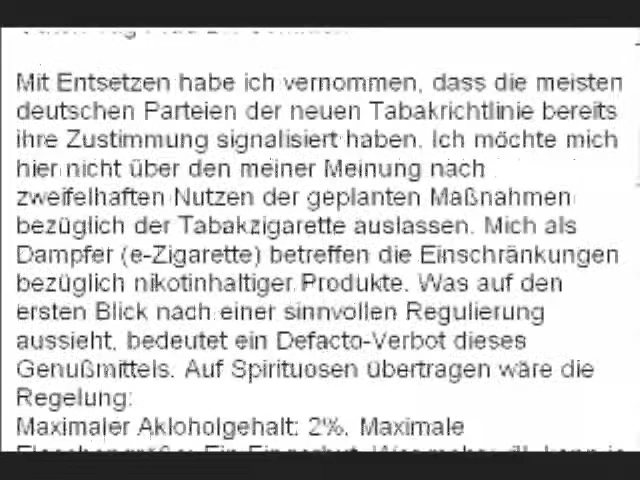 Mit Entsetzen habe ich vernommen, dass die meisten
deutschen Parteien der neuen Tabakrichtlinie bereits
ihre Zustimmung signalisiert haben. Ich möchte mich
hier nicht über den meiner Meinung nach
zweifelhaften Nutzen der geplanten Maßnahmen
bezüglich der Tabakzigarette auslassen. Mich als
Dampfer (e-Zigarette) betreffen die Einschränkungen
bezüglich nikotinhaltiger Produkte. Was auf den
ersten Blick nach einer sinnvollen Regulierung
aussieht, bedeutet ein Defacto-Verbot dieses
Genußmittels. Auf Spirituosen übertragen wäre die
Regelung:
Maximaler Akloholgehalt: 2%. Maximale